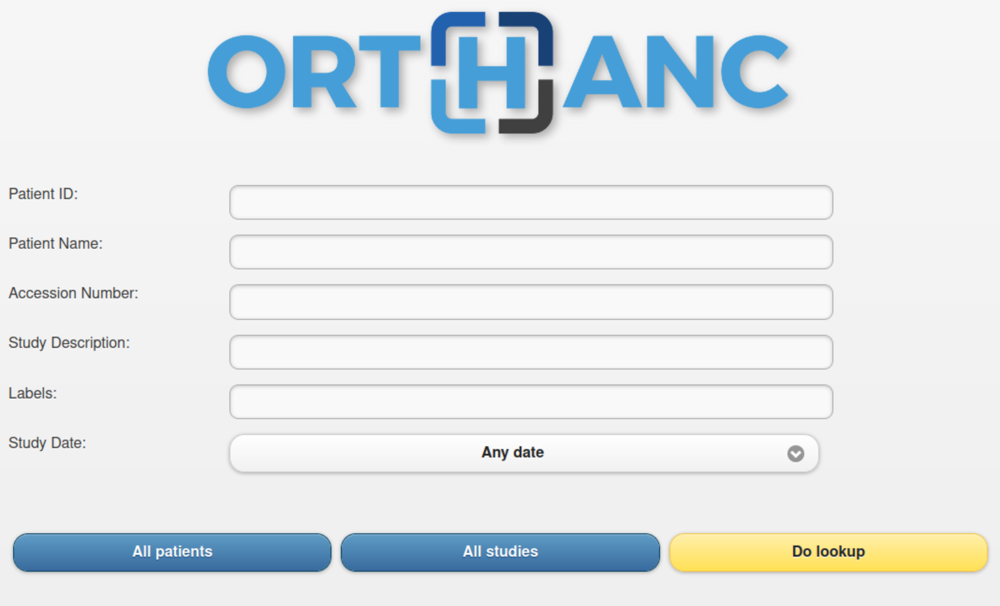 ORTHANC
Patient ID:
Patient Name:
Accession Number:
Study Description:
Labels:
Study Date:
Any date
All patients
All studies
Do lookup